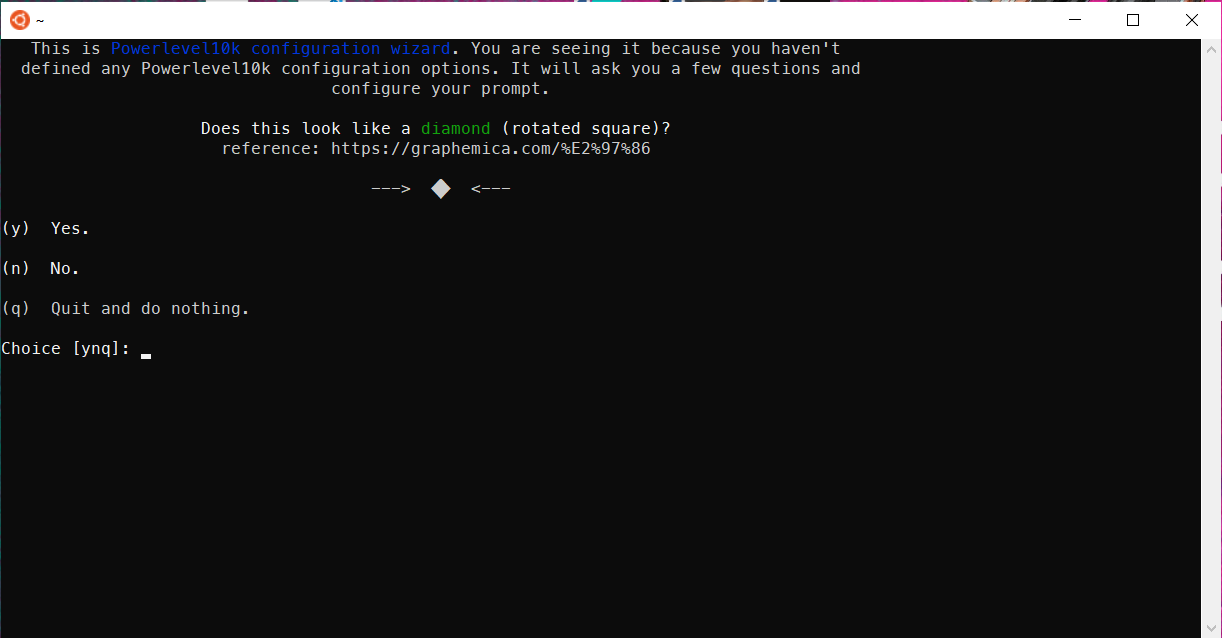 ~
This is Powerlevel10k configuration wizard. You are seeing it because you haven't
defined any Powerlevel10k configuration options. It will ask you a few questions and
configure your prompt.
Does this look like a diamond (rotated square)?
reference: https://graphemica.com/%E2%97%86
---> ◆ <---
(y) Yes.
(n) No.
(q) Quit and do nothing.
Choice [ynq]: